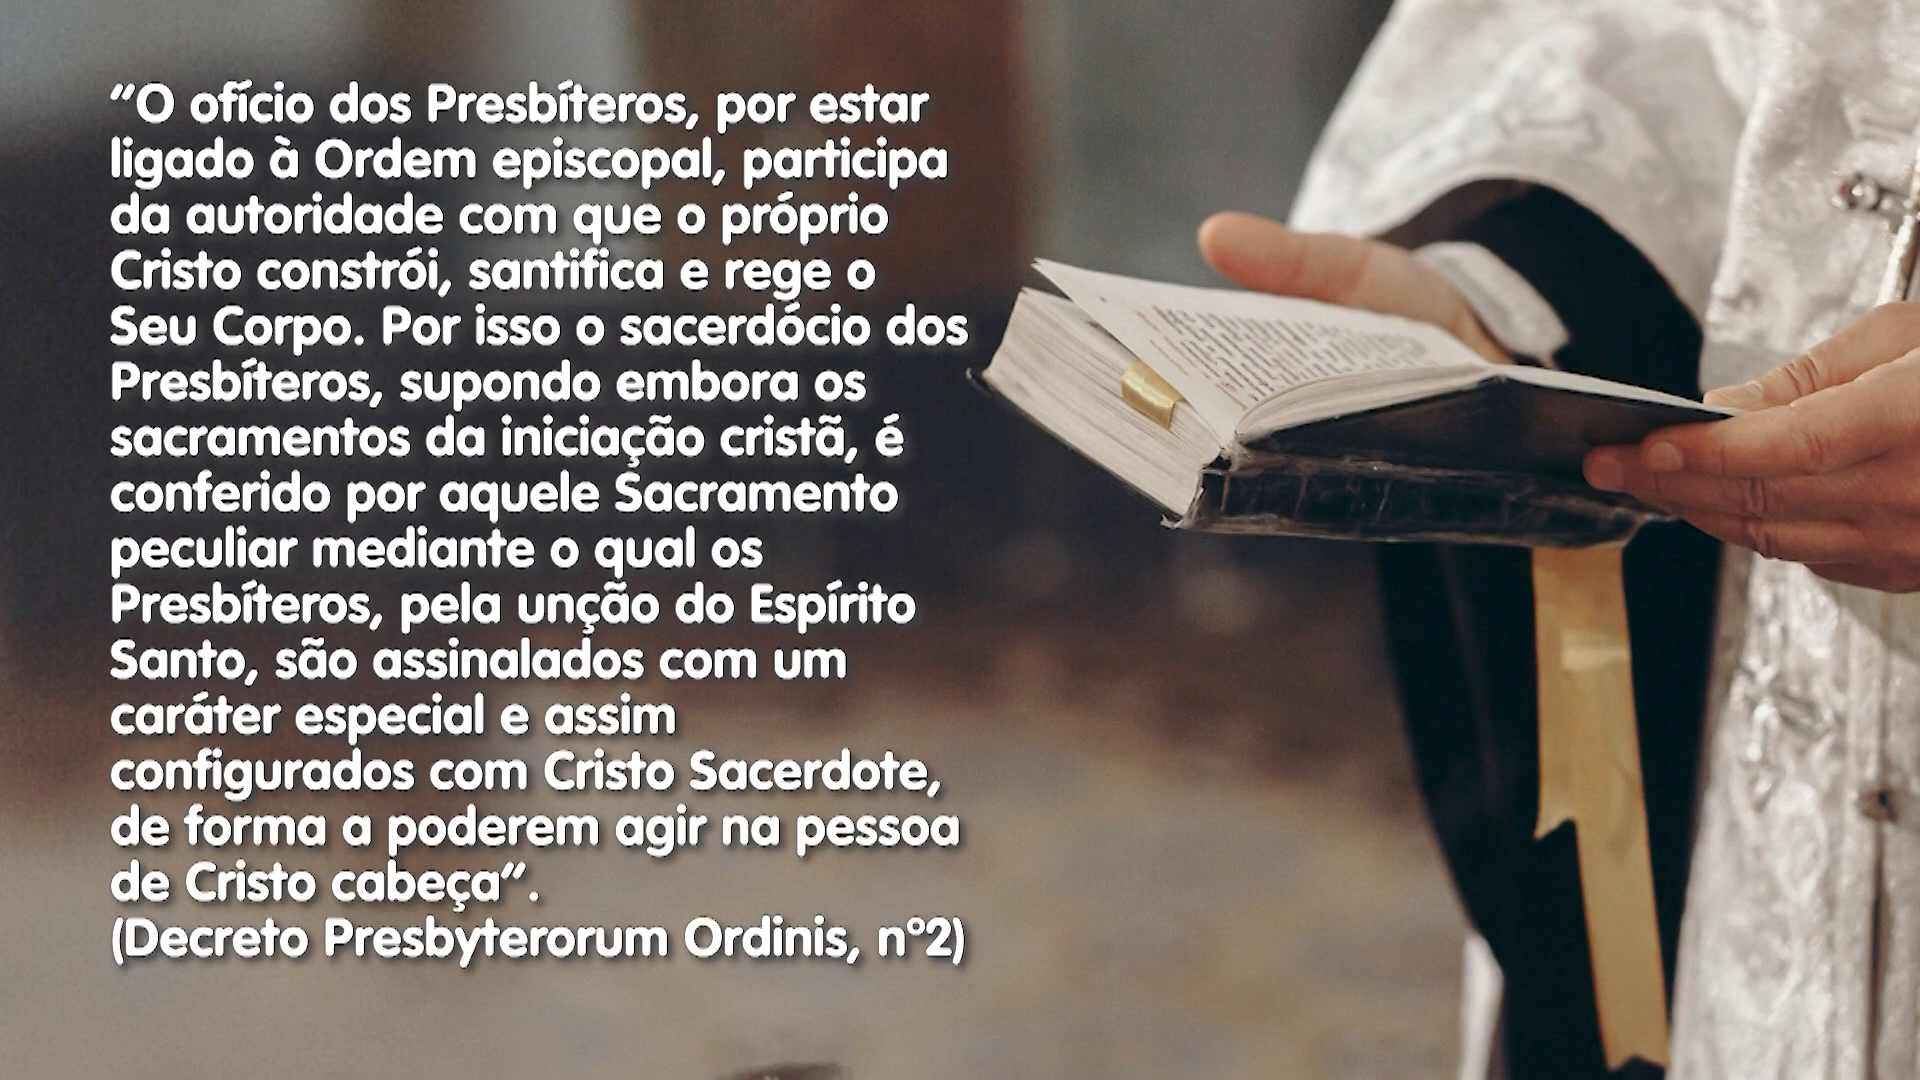 “O ofício dos Presbíteros, por estar
ligado à Ordem episcopal, participa
da autoridade com que o próprio
Cristo constrói, santifica e rege o
Seu Corpo. Por isso o sacerdócio dos
Presbíteros, supondo embora os
sacramentos da iniciação cristã, é
conferido por aquele Sacramento
peculiar mediante o qual os
Presbíteros, pela unção do Espírito
Santo, são assinalados com um
caráter especial e assim
configurados com Cristo Sacerdote,
de forma a poderem agir na pessoa
de Cristo cabeça”.
(Decreto Presbyterorum Ordinis, nº2)